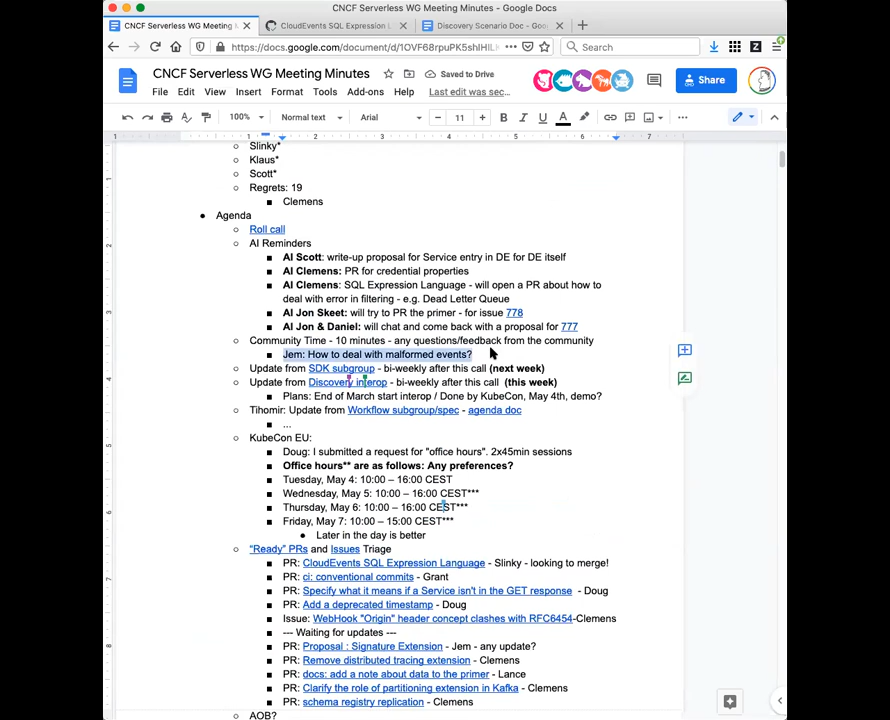 CNCF Serverless WG Meeting Minutes - Google Docs
CNCF Serverless WG Meeting M
CloudEvents SQL Expression L
Discovery Scenario Doc - Goo
https://docs.google.com/document/d/1OVF68rpuPK5shIHILK
Search
CNCF Serverless WG Meeting Minutes
Saved to Drive
File Edit View Insert Format Tools Add-ons Help Last edit was sec...
Share
100% Normal text Arial 11 B I U A
1 1 2 3 4 5 6 7
Slinky*
Klaus*
Scott*
Regrets: 19
Clemens
Agenda
Roll call
AI Reminders
AI Scott: write-up proposal for Service entry in DE for DE itself
AI Clemens: PR for credential properties
AI Clemens: SQL Expression Language - will open a PR about how to
deal with error in filtering - e.g. Dead Letter Queue
AI Jon Skeet: will try to PR the primer - for issue 778
AI Jon & Daniel: will chat and come back with a proposal for 777
Community Time - 10 minutes - any questions/feedback from the community
Jem: How to deal with malformed events?
Update from SDK subgroup - bi-weekly after this call (next week)
Update from Discovery interop - bi-weekly after this call (this week)
Plans: End of March start interop / Done by KubeCon, May 4th, demo?
Tihomir: Update from Workflow subgroup/spec - agenda doc
...
KubeCon EU:
Doug: I submitted a request for "office hours". 2x45min sessions
Office hours** are as follows: Any preferences?
Tuesday, May 4: 10:00 – 16:00 CEST
Wednesday, May 5: 10:00 – 16:00 CEST***
Thursday, May 6: 10:00 – 16:00 CEST***
Friday, May 7: 10:00 – 15:00 CEST***
Later in the day is better
"Ready" PRs and Issues Triage
PR: CloudEvents SQL Expression Language - Slinky - looking to merge!
PR: ci: conventional commits - Grant
PR: Specify what it means if a Service isn't in the GET response - Doug
PR: Add a deprecated timestamp - Doug
Issue: WebHook "Origin" header concept clashes with RFC6454-Clemens
--- Waiting for updates ---
PR: Proposal : Signature Extension - Jem - any update?
PR: Remove distributed tracing extension - Clemens
PR: docs: add a note about data to the primer - Lance
PR: Clarify the role of partitioning extension in Kafka - Clemens
PR: schema registry replication - Clemens
AOB?